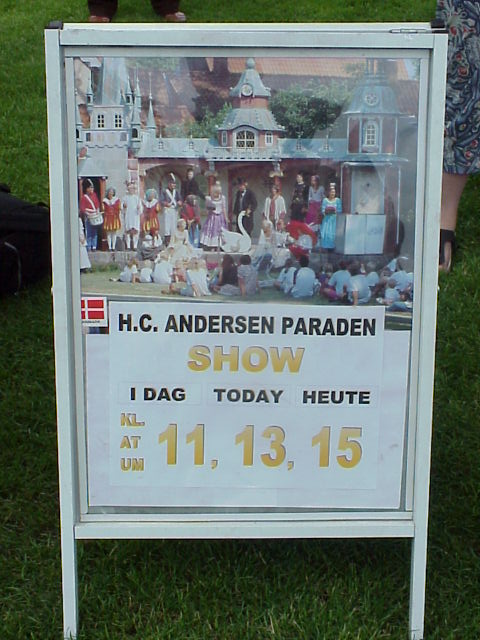 H.C. ANDERSEN PARADEN
SHOW
I DAG TODAY HEUTE
KL.
AT
UM
11, 13, 15